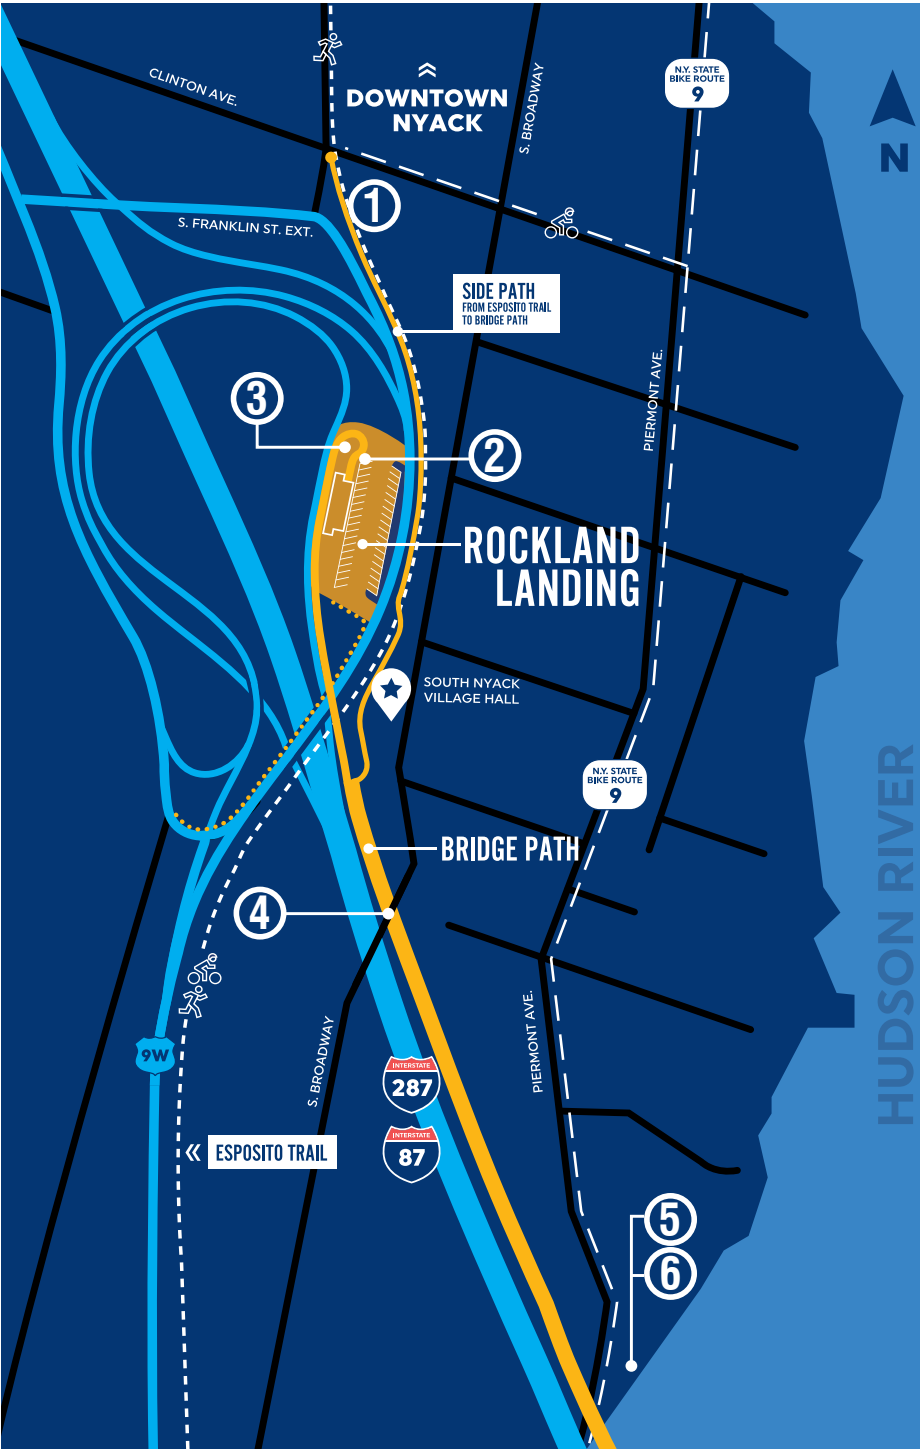 CLINTON AVE.
DOWNTOWN
NYACK
S. BROADWAY
N.Y. STATE
BIKE ROUTE
9
N
1
S. FRANKLIN ST. EXT.
SIDE PATH
FROM ESPOSITO TRAIL
TO BRIDGE PATH
PIERMONT AVE.
3
2
ROCKLAND
LANDING
SOUTH NYACK
VILLAGE HALL
N.Y. STATE
BIKE ROUTE
9
HUDSON RIVER
BRIDGE PATH
4
9W
S. BROADWAY
PIERMONT AVE.
INTERSTATE
287
INTERSTATE
87
ESPOSITO TRAIL
5
6